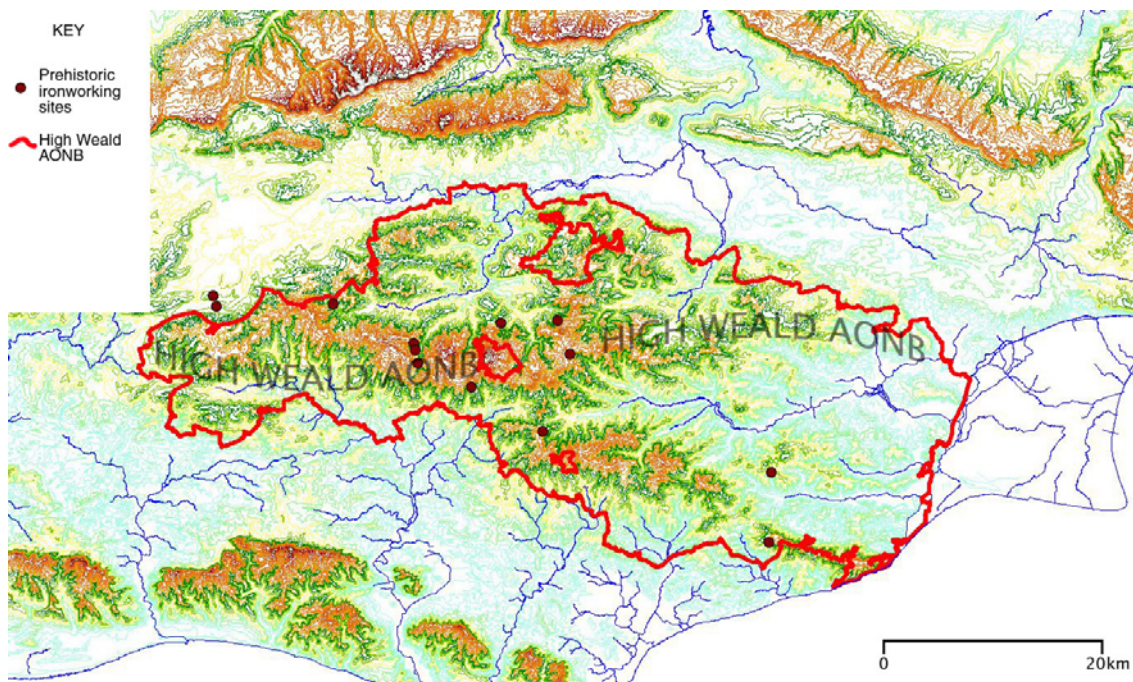 KEY
Prehistoric
ironworking
sites
High Weald
AONB
HIGH WEALD AONB
HIGH WEALD AONB
0 20km